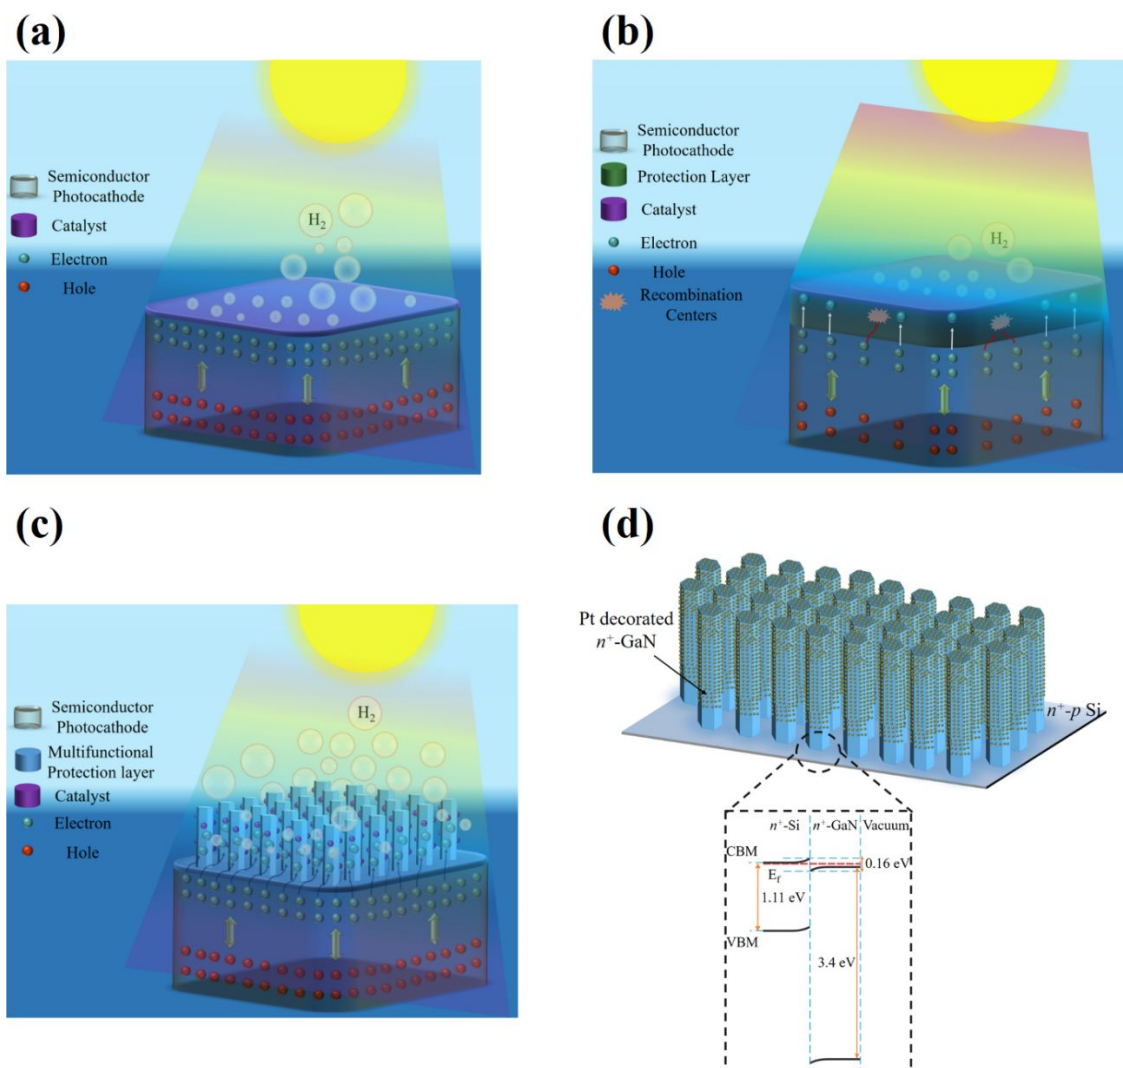 (a)
Semiconductor
Photocathode
Catalyst
Electron
Hole
H2
(b)
Semiconductor
Photocathode
Protection Layer
Catalyst
Electron
Hole
Recombination
Centers
H2
(c)
Semiconductor
Photocathode
Multifunctional
Protection layer
Catalyst
Electron
Hole
H2
(d)
Pt decorated
n+-GaN
n+-p Si
n+-Si n+-GaN Vacuum
CBM
0.16 eV
Ef
1.11 eV
VBM
3.4 eV